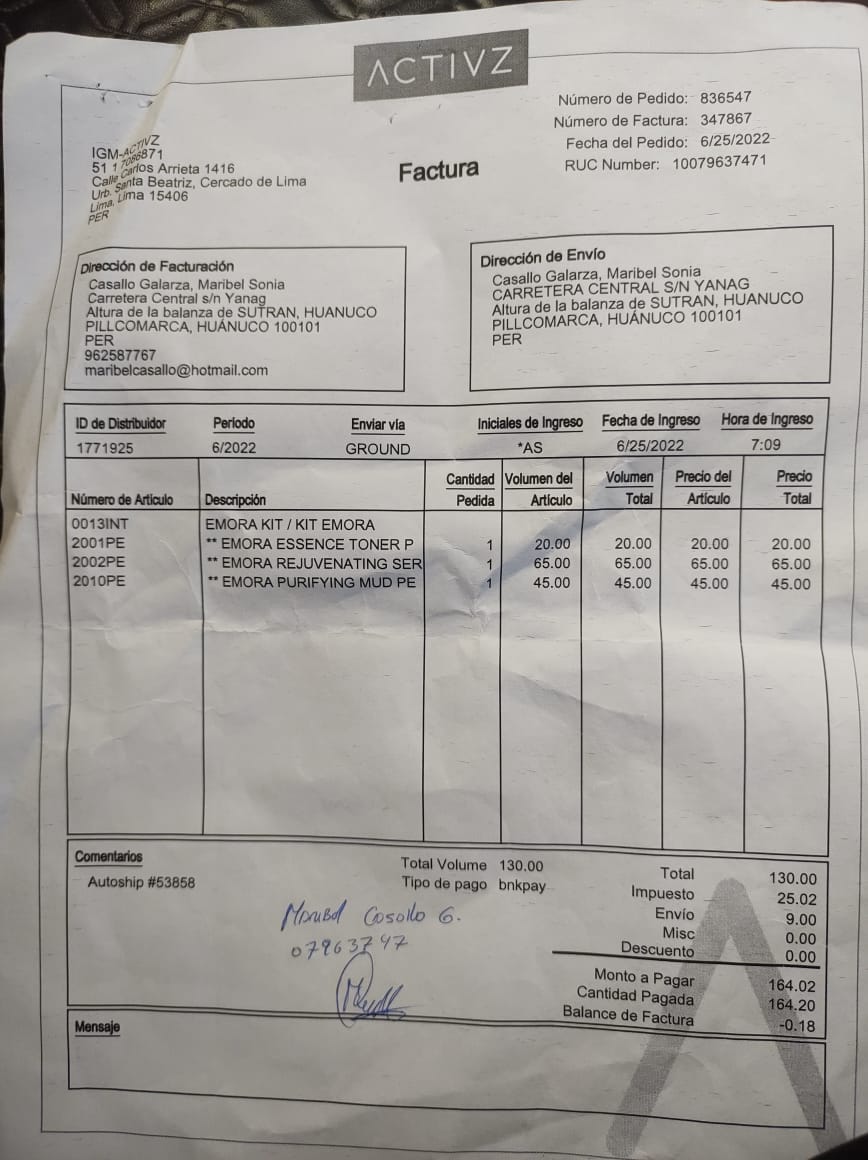 ACTIVZ
Número de Pedido: 836547
Número de Factura: 347867
Fecha del Pedido: 6/25/2022
RUC Number: 10079637471
Factura
IGM-ACTIVZ
51 1 7086871
Calle Carlos Arrieta 1416
Urb. Santa Beatriz, Cercado de Lima
Lima, Lima 15406
PER
Dirección de Facturación
Casallo Galarza, Maribel Sonia
Carretera Central s/n Yanag
Altura de la balanza de SUTRAN, HUANUCO
PILLCOMARCA, HUÁNUCO 100101
PER
962587767
maribelcasallo@hotmail.com
Dirección de Envío
Casallo Galarza, Maribel Sonia
CARRETERA CENTRAL S/N YANAG
Altura de la balanza de SUTRAN, HUANUCO
PILLCOMARCA, HUÁNUCO 100101
PER
ID de Distribuidor Período Enviar vía Iniciales de Ingreso Fecha de Ingreso Hora de Ingreso
1771925 6/2022 GROUND *AS 6/25/2022 7:09
Número de Artículo Descripción Cantidad Pedida Volumen del Artículo Volumen Total Precio del Artículo Precio Total
0013INT EMORA KIT / KIT EMORA
2001PE ** EMORA ESSENCE TONER P 1 20.00 20.00 20.00 20.00
2002PE ** EMORA REJUVENATING SER 1 65.00 65.00 65.00 65.00
2010PE ** EMORA PURIFYING MUD PE 1 45.00 45.00 45.00 45.00
Comentarios
Autoship #53858
Total Volume 130.00
Tipo de pago bnkpay
Maribel Casallo G.
07963747
Total 130.00
Impuesto 25.02
Envío 9.00
Misc 0.00
Descuento 0.00
Monto a Pagar 164.02
Cantidad Pagada 164.20
Balance de Factura -0.18
Mensaje